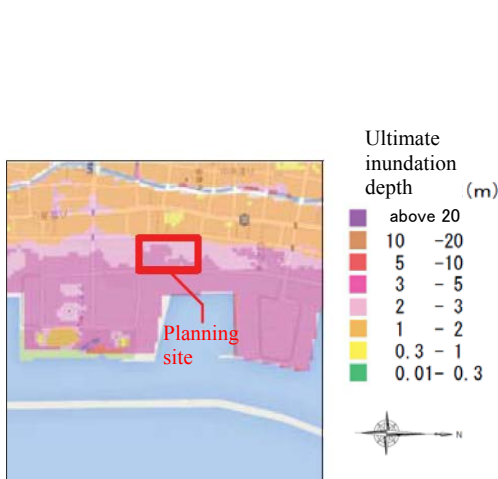 Ultimate
inundation
depth (m)
above 20
10 -20
5 -10
3 - 5
2 - 3
1 - 2
0.3 - 1
0.01- 0.3
Planning
site
N